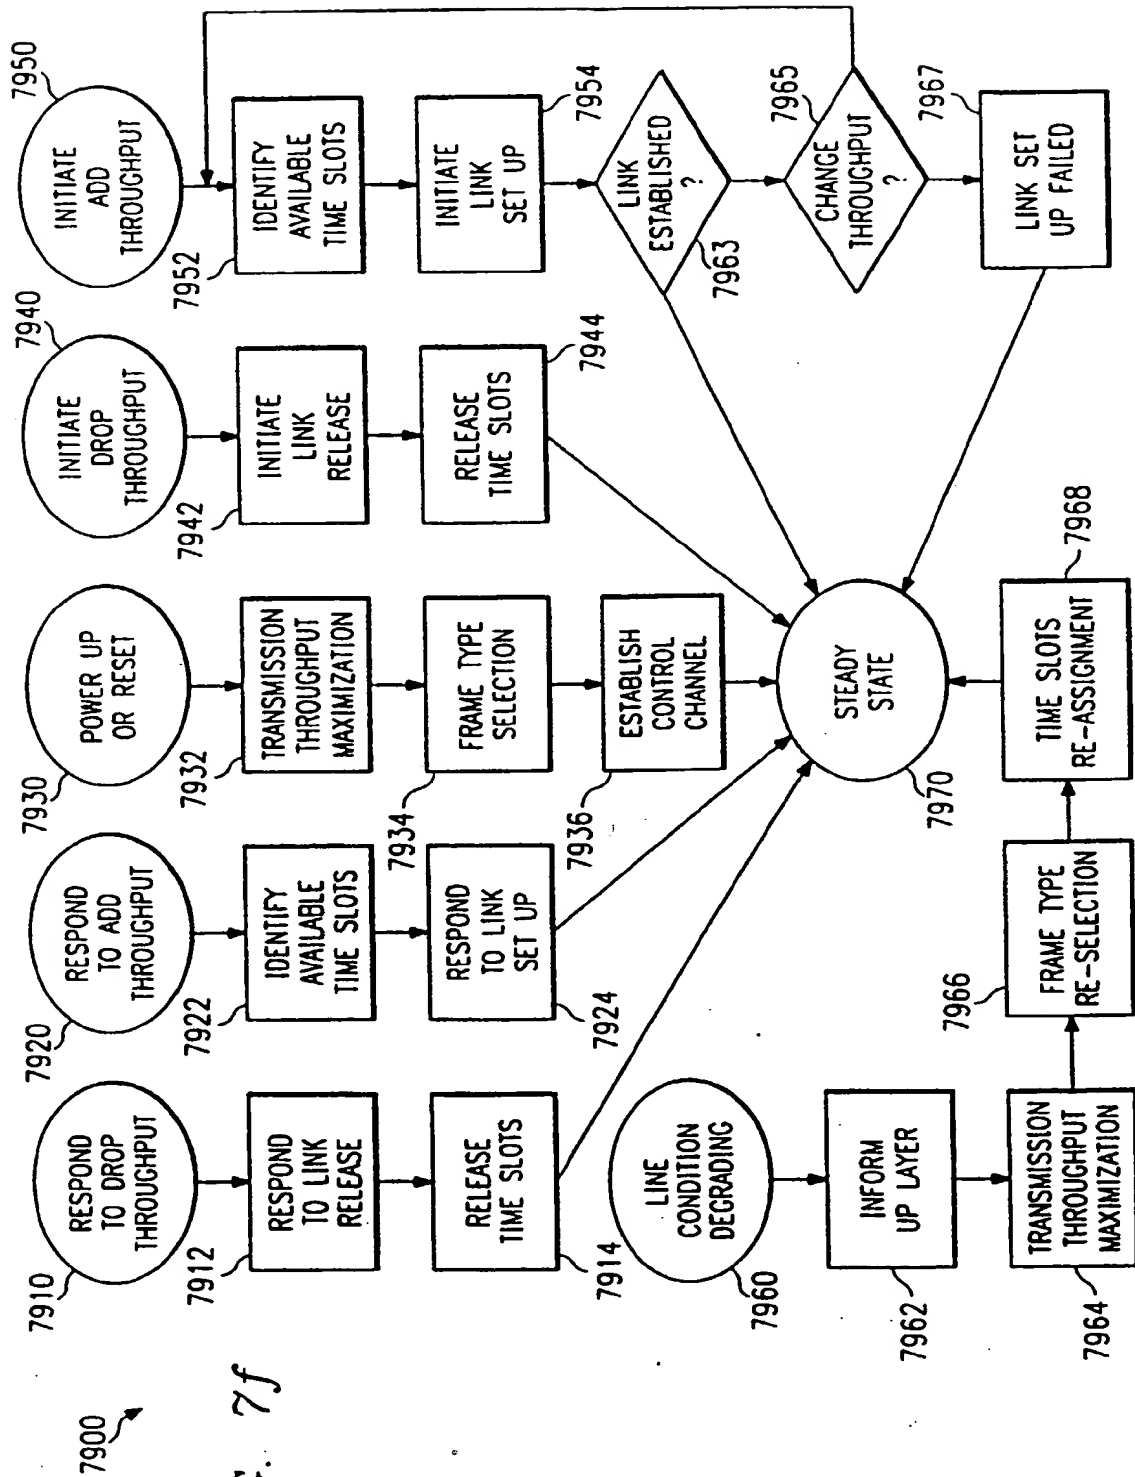 7900
7f
7910
RESPOND
TO DROP
THROUGHPUT
7912
RESPOND
TO LINK
RELEASE
RELEASE
TIME SLOTS
7914
7920
RESPOND
TO ADD
THROUGHPUT
7922
IDENTIFY
AVAILABLE
TIME SLOTS
RESPOND
TO LINK
SET UP
7924
7930
POWER UP
OR RESET
7932
TRANSMISSION
THROUGHPUT
MAXIMIZATION
7934
FRAME TYPE
SELECTION
7936
ESTABLISH
CONTROL
CHANNEL
7940
INITIATE
DROP
THROUGHPUT
7942
INITIATE
LINK
RELEASE
RELEASE
TIME SLOTS
7944
7950
INITIATE
ADD
THROUGHPUT
7952
IDENTIFY
AVAILABLE
TIME SLOTS
INITIATE
LINK
SET UP
7954
LINK
ESTABLISHED
?
7963
CHANGE
THROUGHPUT
?
7965
LINK SET
UP FAILED
7967
LINE
CONDITION
DEGRADING
7960
INFORM
UP LAYER
7962
TRANSMISSION
THROUGHPUT
MAXIMIZATION
7964
7966
FRAME TYPE
RE-SELECTION
TIME SLOTS
RE-ASSIGNMENT
7968
STEADY
STATE
7970